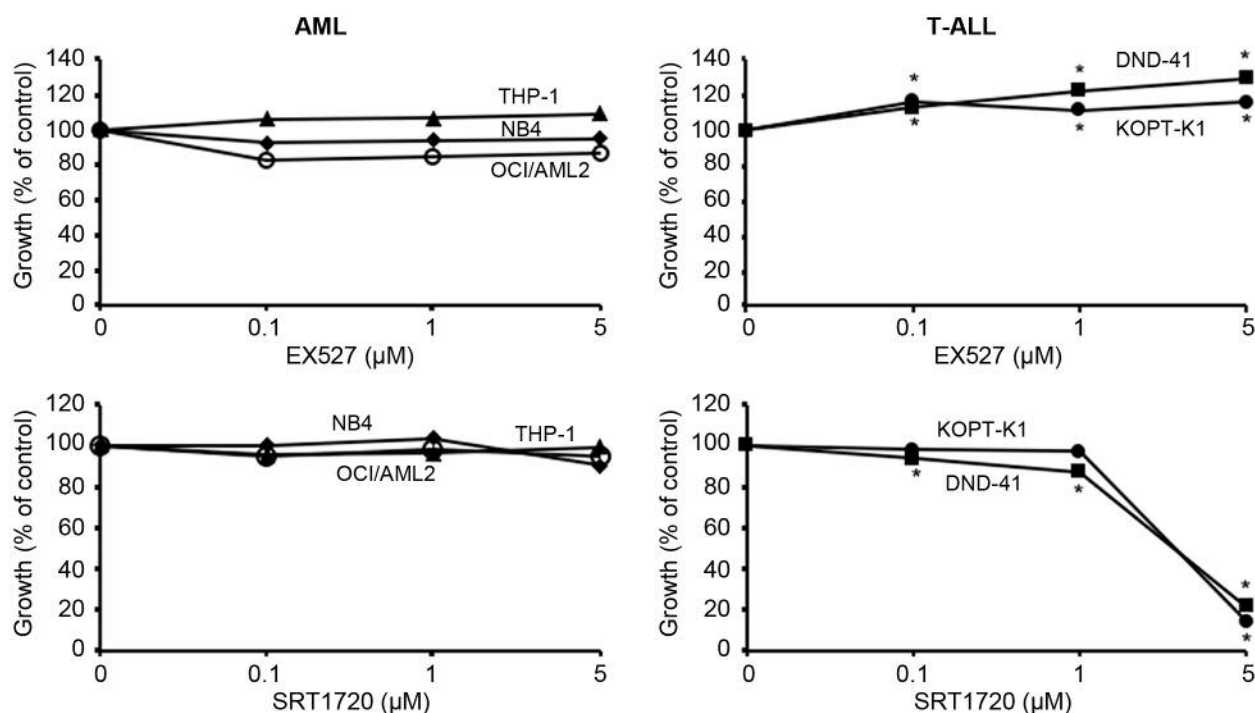 AML
140
120
100
80
60
40
20
0
Growth (% of control)
THP-1
NB4
OCI/AML2
0 0.1 1 5
EX527 (µM)
T-ALL
140
120
100
80
60
40
20
0
Growth (% of control)
* * *
DND-41
* * *
KOPT-K1
0 0.1 1 5
EX527 (µM)
120
100
80
60
40
20
0
Growth (% of control)
NB4
THP-1
OCI/AML2
0 0.1 1 5
SRT1720 (µM)
120
100
80
60
40
20
0
Growth (% of control)
KOPT-K1
DND-41
* *
*
*
0 0.1 1 5
SRT1720 (µM)